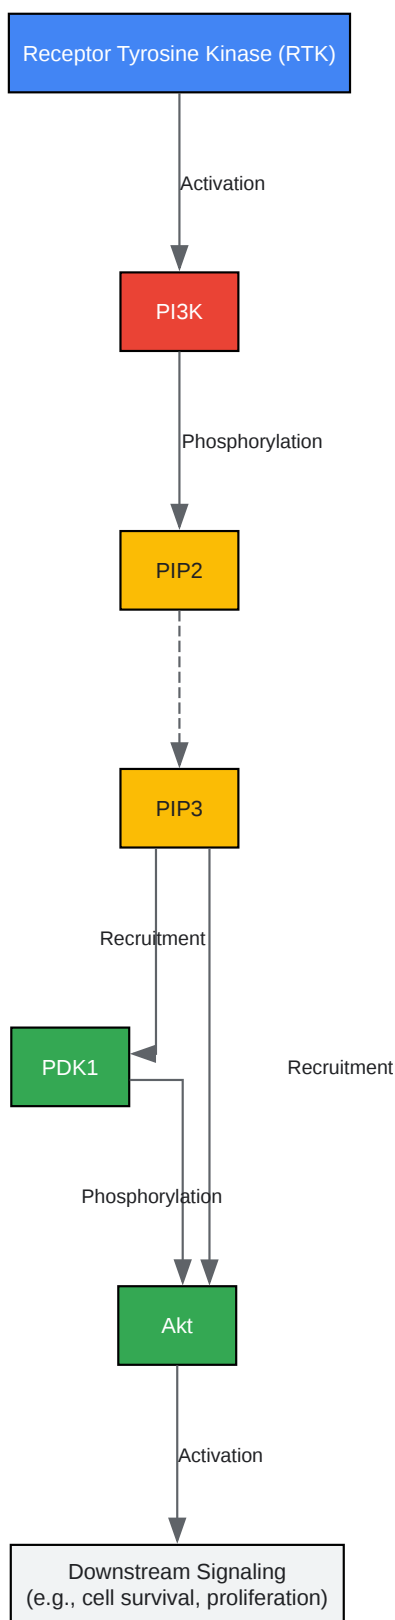 Receptor Tyrosine Kinase (RTK)
Activation
PI3K
Phosphorylation
PIP2
PIP3
Recruitment
PDK1
Recruitment
Phosphorylation
Akt
Activation
Downstream Signaling
(e.g., cell survival, proliferation)